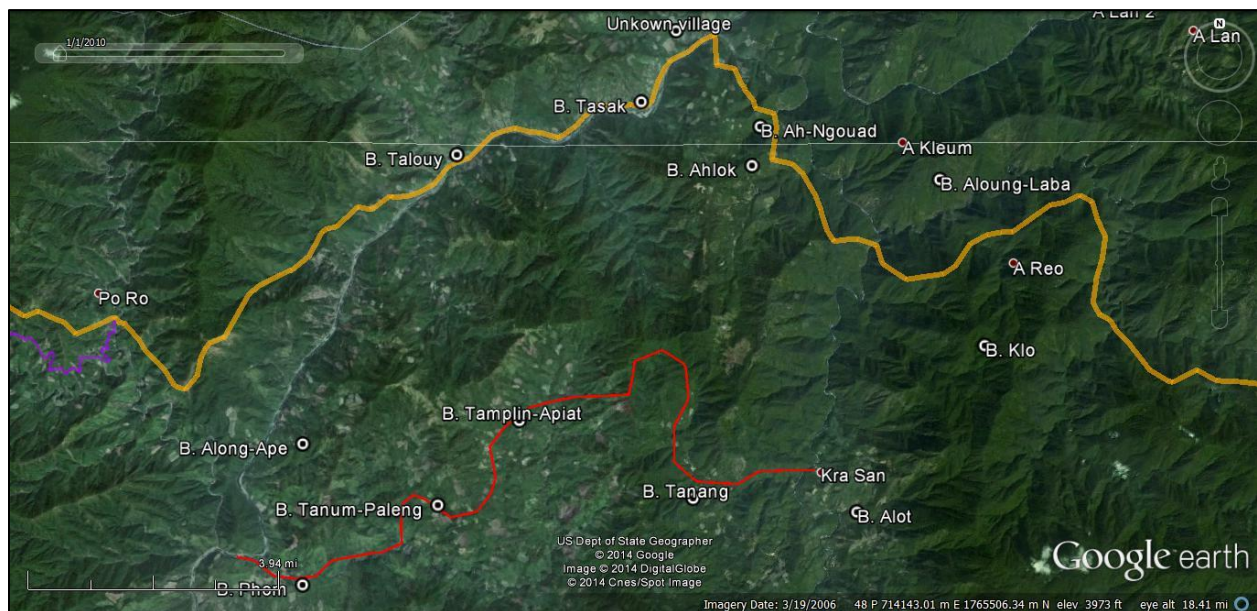 A Lan 2
Unkown village
N
A Lan
1/1/2010
B. Tasak
B. Ah-Ngouad
A Kleum
B. Talouy
B. Ahlok
B. Aloung-Laba
A Reo
Po Ro
B. Klo
B. Tamplin-Apiat
B. Along-Ape
Kra San
B. Tanang
B. Tanum-Paleng
B. Alot
US Dept of State Geographer
© 2014 Google
Image © 2014 DigitalGlobe
© 2014 Cnes/Spot Image
Google earth
3.94 mi
B. Phom
Imagery Date: 3/19/2006 48 P 714143.01 m E 1765506.34 m N elev 3973 ft eye alt 18.41 mi